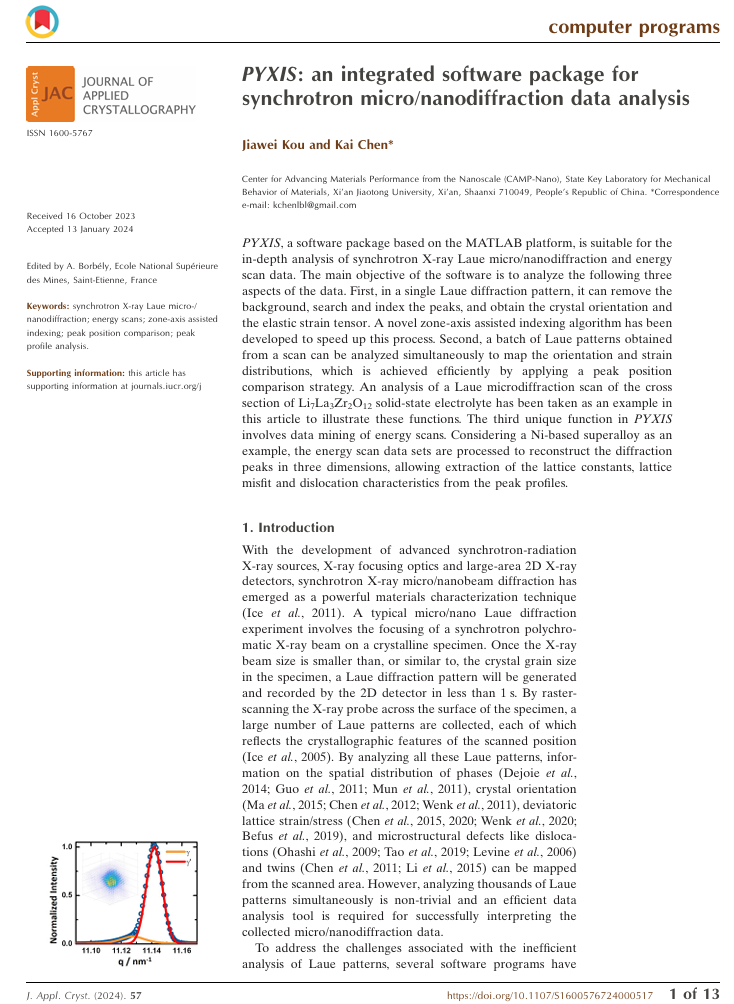 computer programs
Appl Cryst
JAC
JOURNAL OF
APPLIED
CRYSTALLOGRAPHY
ISSN 1600-5767
Received 16 October 2023
Accepted 13 January 2024
Edited by A. Borbély, Ecole National Supérieure
des Mines, Saint-Etienne, France
Keywords: synchrotron X-ray Laue micro-/
nanodiffraction; energy scans; zone-axis assisted
indexing; peak position comparison; peak
profile analysis.
Supporting information: this article has
supporting information at journals.iucr.org/j
PYXIS: an integrated software package for
synchrotron micro/nanodiffraction data analysis
Jiawei Kou and Kai Chen*
Center for Advancing Materials Performance from the Nanoscale (CAMP-Nano), State Key Laboratory for Mechanical
Behavior of Materials, Xi'an Jiaotong University, Xi'an, Shaanxi 710049, People's Republic of China. *Correspondence
e-mail: kchenlbl@gmail.com
PYXIS, a software package based on the MATLAB platform, is suitable for the
in-depth analysis of synchrotron X-ray Laue micro/nanodiffraction and energy
scan data. The main objective of the software is to analyze the following three
aspects of the data. First, in a single Laue diffraction pattern, it can remove the
background, search and index the peaks, and obtain the crystal orientation and
the elastic strain tensor. A novel zone-axis assisted indexing algorithm has been
developed to speed up this process. Second, a batch of Laue patterns obtained
from a scan can be analyzed simultaneously to map the orientation and strain
distributions, which is achieved efficiently by applying a peak position
comparison strategy. An analysis of a Laue microdiffraction scan of the cross
section of Li₇La₃Zr₂O₁₂ solid-state electrolyte has been taken as an example in
this article to illustrate these functions. The third unique function in PYXIS
involves data mining of energy scans. Considering a Ni-based superalloy as an
example, the energy scan data sets are processed to reconstruct the diffraction
peaks in three dimensions, allowing extraction of the lattice constants, lattice
misfit and dislocation characteristics from the peak profiles.
1. Introduction
With the development of advanced synchrotron-radiation
X-ray sources, X-ray focusing optics and large-area 2D X-ray
detectors, synchrotron X-ray micro/nanobeam diffraction has
emerged as a powerful materials characterization technique
(Ice et al., 2011). A typical micro/nano Laue diffraction
experiment involves the focusing of a synchrotron polychro-
matic X-ray beam on a crystalline specimen. Once the X-ray
beam size is smaller than, or similar to, the crystal grain size
in the specimen, a Laue diffraction pattern will be generated
and recorded by the 2D detector in less than 1 s. By raster-
scanning the X-ray probe across the surface of the specimen, a
large number of Laue patterns are collected, each of which
reflects the crystallographic features of the scanned position
(Ice et al., 2005). By analyzing all these Laue patterns, infor-
mation on the spatial distribution of phases (Dejoie et al.,
2014; Guo et al., 2011; Mun et al., 2011), crystal orientation
(Ma et al., 2015; Chen et al., 2012; Wenk et al., 2011), deviatoric
lattice strain/stress (Chen et al., 2015, 2020; Wenk et al., 2020;
Befus et al., 2019), and microstructural defects like disloca-
tions (Ohashi et al., 2009; Tao et al., 2019; Levine et al., 2006)
and twins (Chen et al., 2011; Li et al., 2015) can be mapped
from the scanned area. However, analyzing thousands of Laue
patterns simultaneously is non-trivial and an efficient data
analysis tool is required for successfully interpreting the
collected micro/nanodiffraction data.
To address the challenges associated with the inefficient
analysis of Laue patterns, several software programs have
Normalized Intensity
1.0
0.5
0.0
γ
γ'
11.10 11.12 11.14 11.16
q / nm⁻¹
J. Appl. Cryst. (2024). 57
https://doi.org/10.1107/S1600576724000517 1 of 13